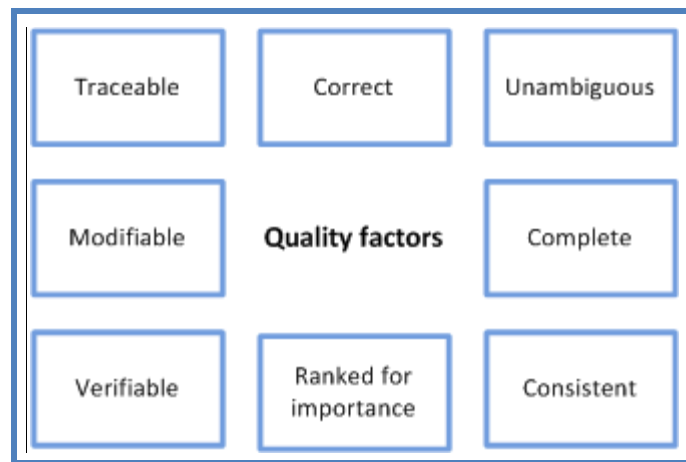 Traceable
Correct
Unambiguous
Modifiable
Quality factors
Complete
Verifiable
Ranked for
importance
Consistent